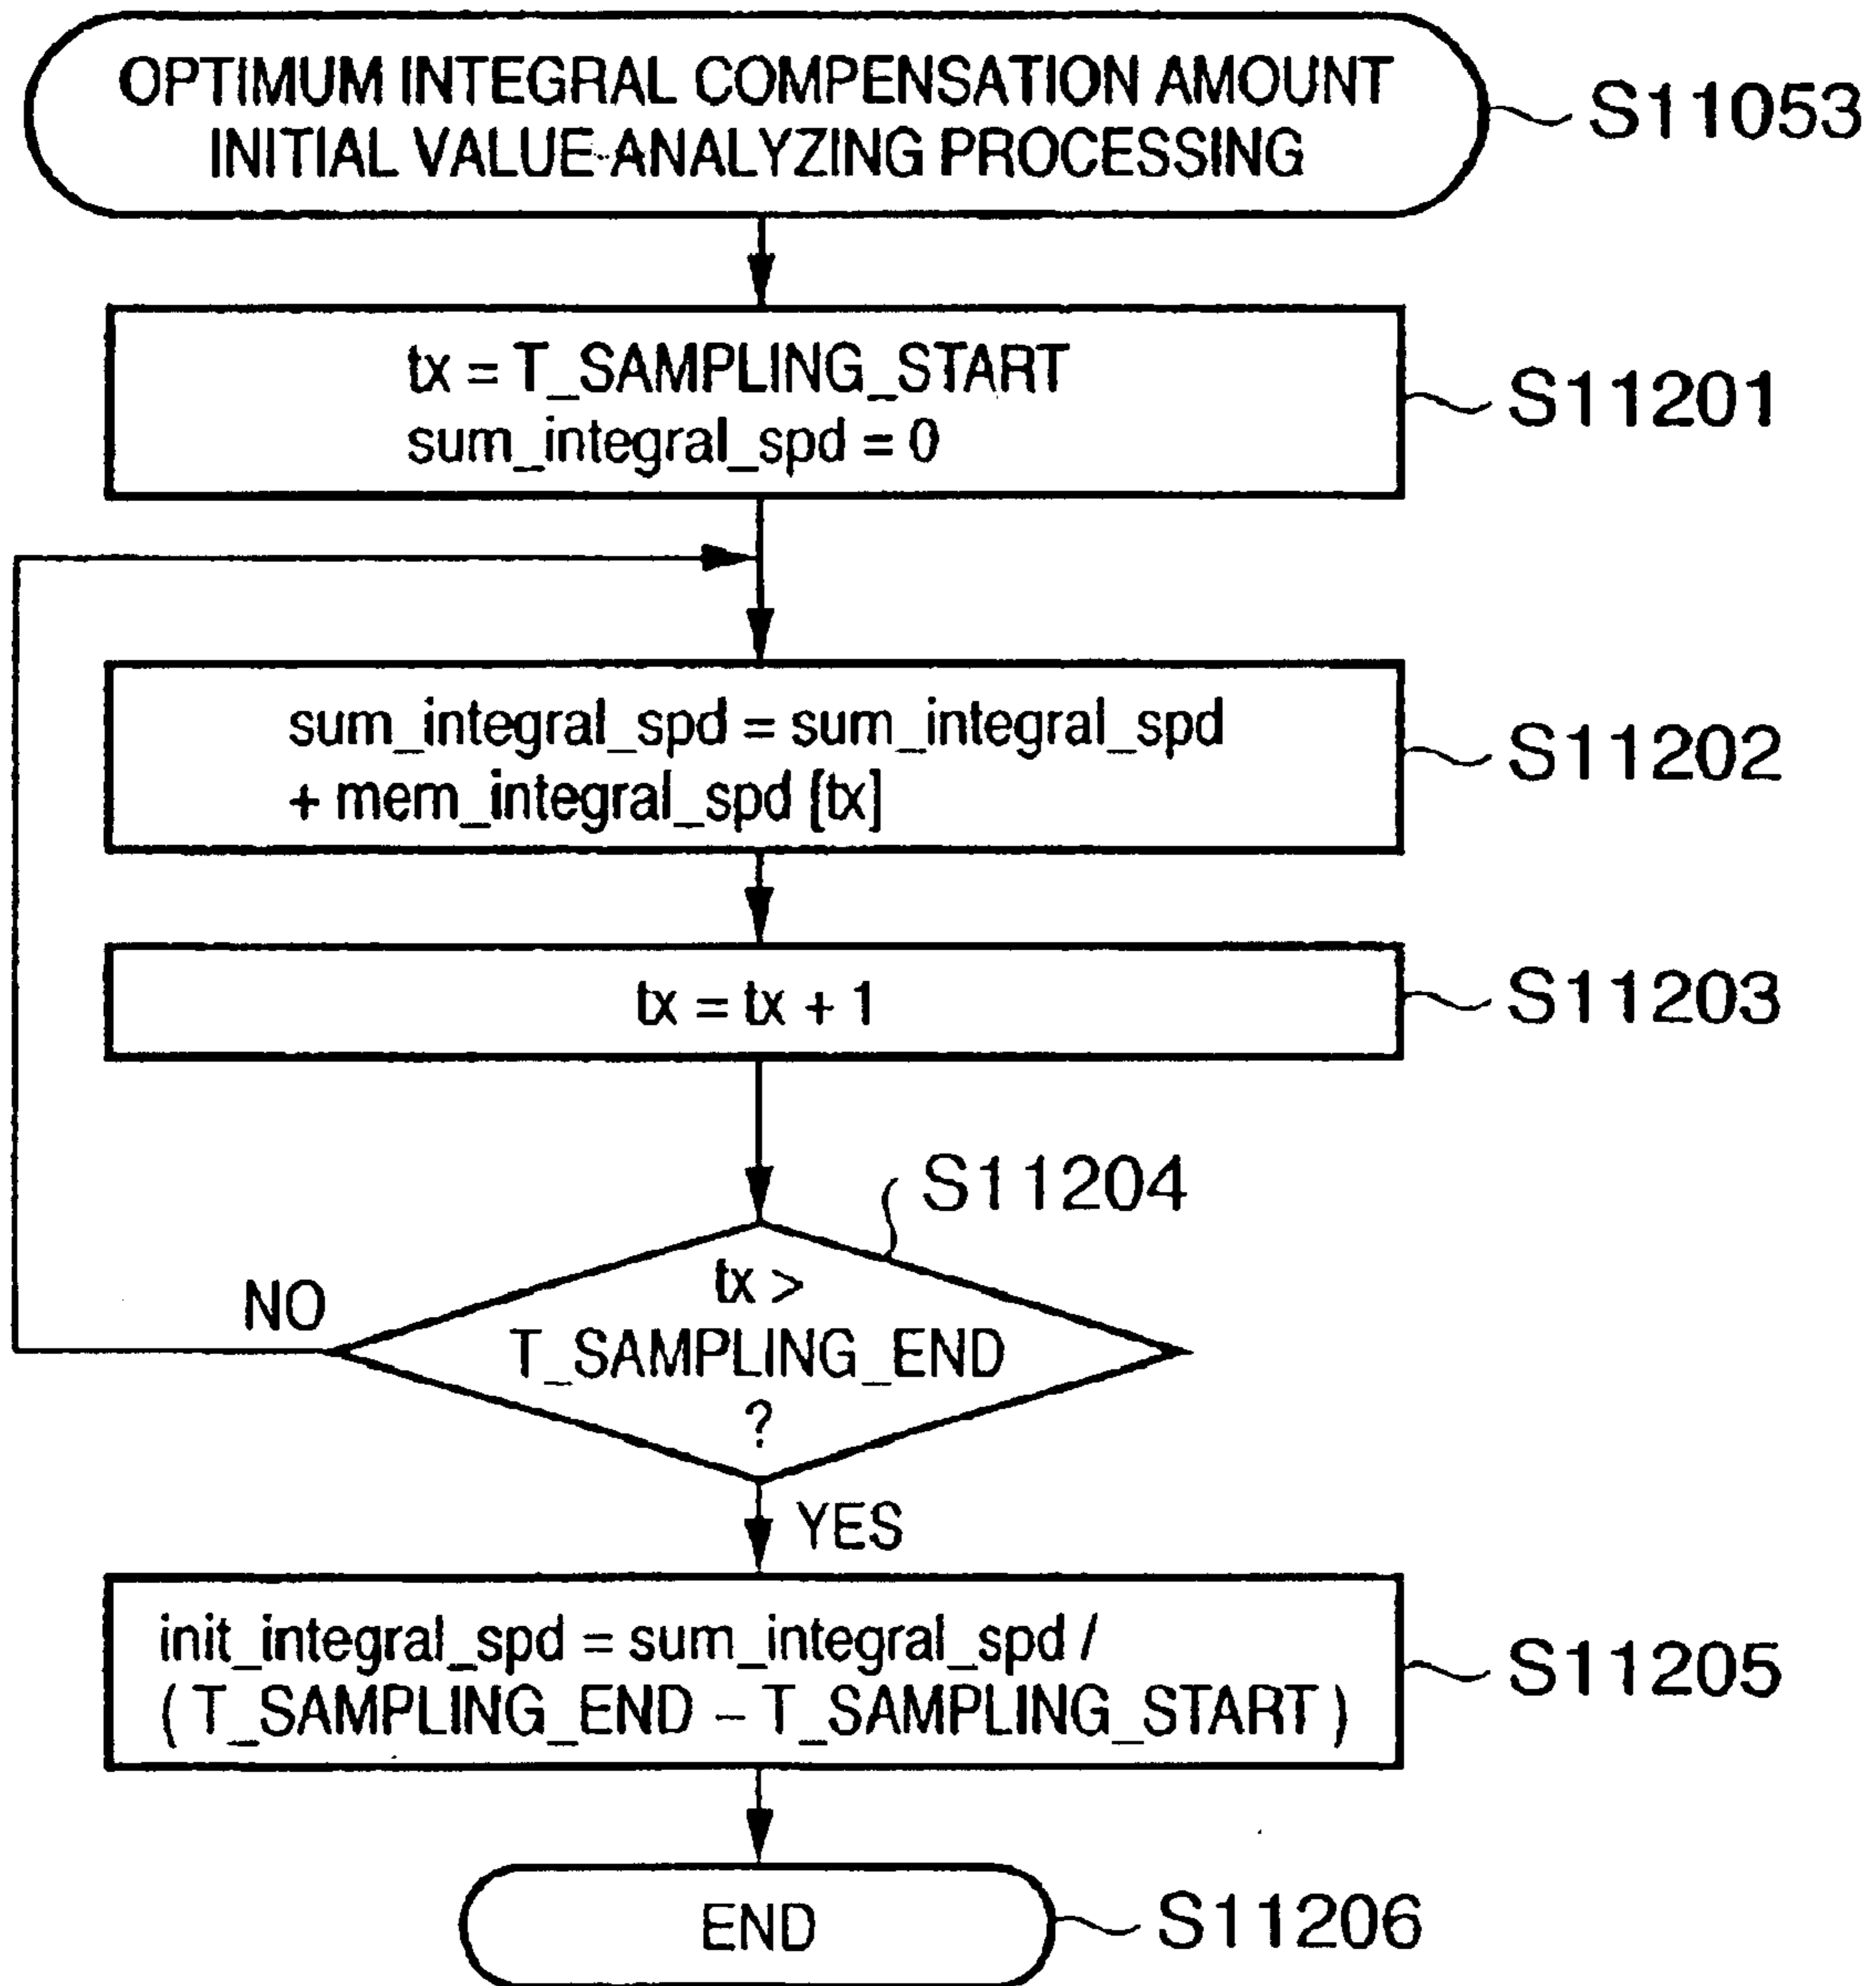 OPTIMUM INTEGRAL COMPENSATION AMOUNT
INITIAL VALUE ANALYZING PROCESSING
S11053
tx = T_SAMPLING_START
sum_integral_spd = 0
S11201
sum_integral_spd = sum_integral_spd
+ mem_integral_spd [tx]
S11202
tx = tx + 1
S11203
S11204
tx >
T_SAMPLING_END
?
NO
YES
init_integral_spd = sum_integral_spd /
( T_SAMPLING_END – T_SAMPLING_START )
S11205
END
S11206